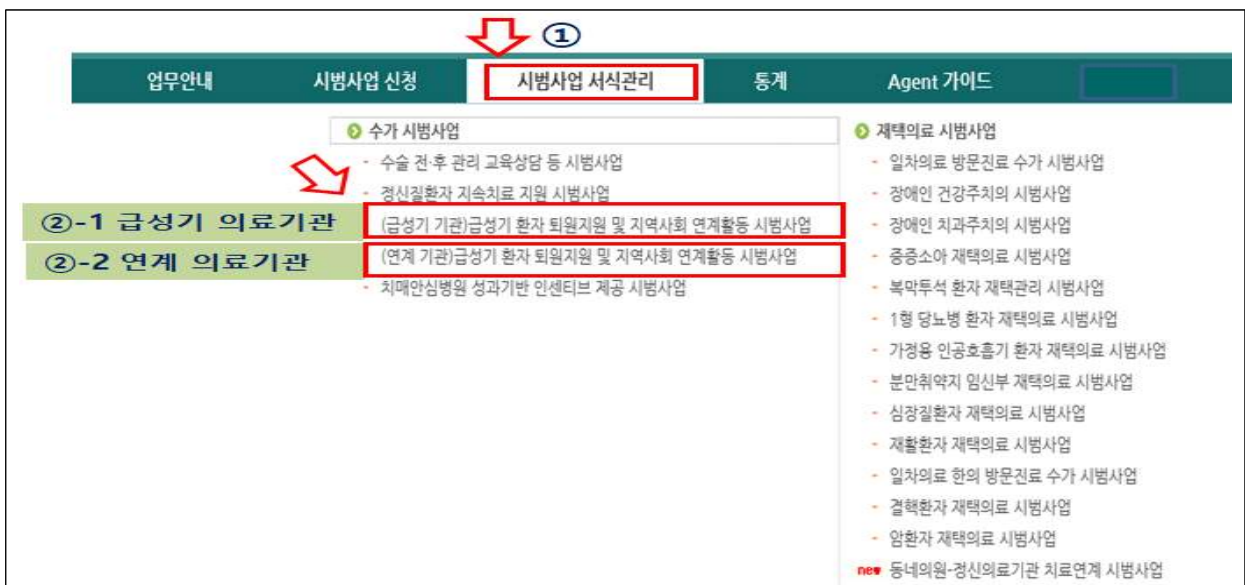 ①
업무안내 시범사업 신청 시범사업 서식관리 통계 Agent 가이드
수가 시범사업
- 수술 전·후 관리 교육상담 등 시범사업
- 정신질환자 지속치료 지원 시범사업
②-1 급성기 의료기관 (급성기 기관)급성기 환자 퇴원지원 및 지역사회 연계활동 시범사업
②-2 연계 의료기관 (연계 기관)급성기 환자 퇴원지원 및 지역사회 연계활동 시범사업
- 치매안심병원 성과기반 인센티브 제공 시범사업
재택의료 시범사업
- 일차의료 방문진료 수가 시범사업
- 장애인 건강주치의 시범사업
- 장애인 치과주치의 시범사업
- 중증소아 재택의료 시범사업
- 복막투석 환자 재택관리 시범사업
- 1형 당뇨병 환자 재택의료 시범사업
- 가정용 인공호흡기 환자 재택의료 시범사업
- 분만취약지 임신부 재택의료 시범사업
- 심장질환자 재택의료 시범사업
- 재활환자 재택의료 시범사업
- 일차의료 한의 방문진료 수가 시범사업
- 결핵환자 재택의료 시범사업
- 암환자 재택의료 시범사업
new 동네의원-정신의료기관 치료연계 시범사업